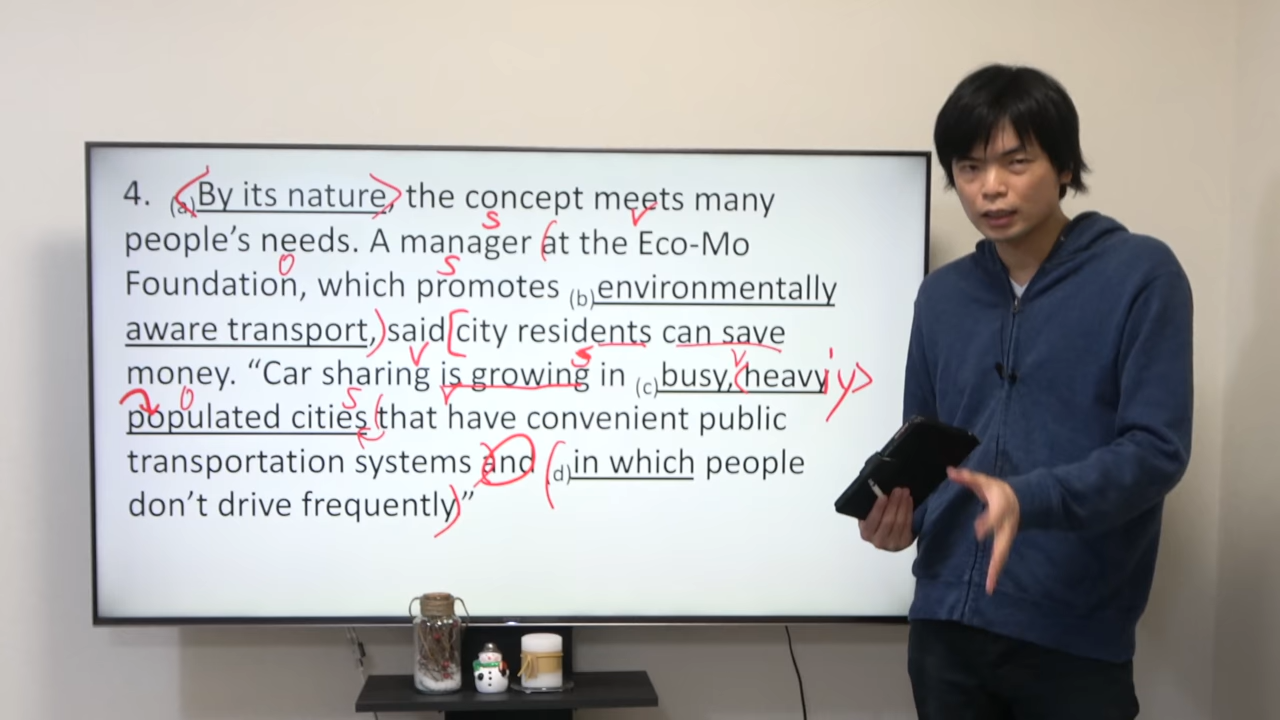 4. (a)By its nature, the concept meets many
S V
people's needs. A manager at the Eco-Mo
O S
Foundation, which promotes (b)environmentally
aware transport, said city residents can save
V S V
money. “Car sharing is growing in (c)busy, heavy ily
O S V
populated cities that have convenient public
transportation systems and (d)in which people
don't drive frequently”